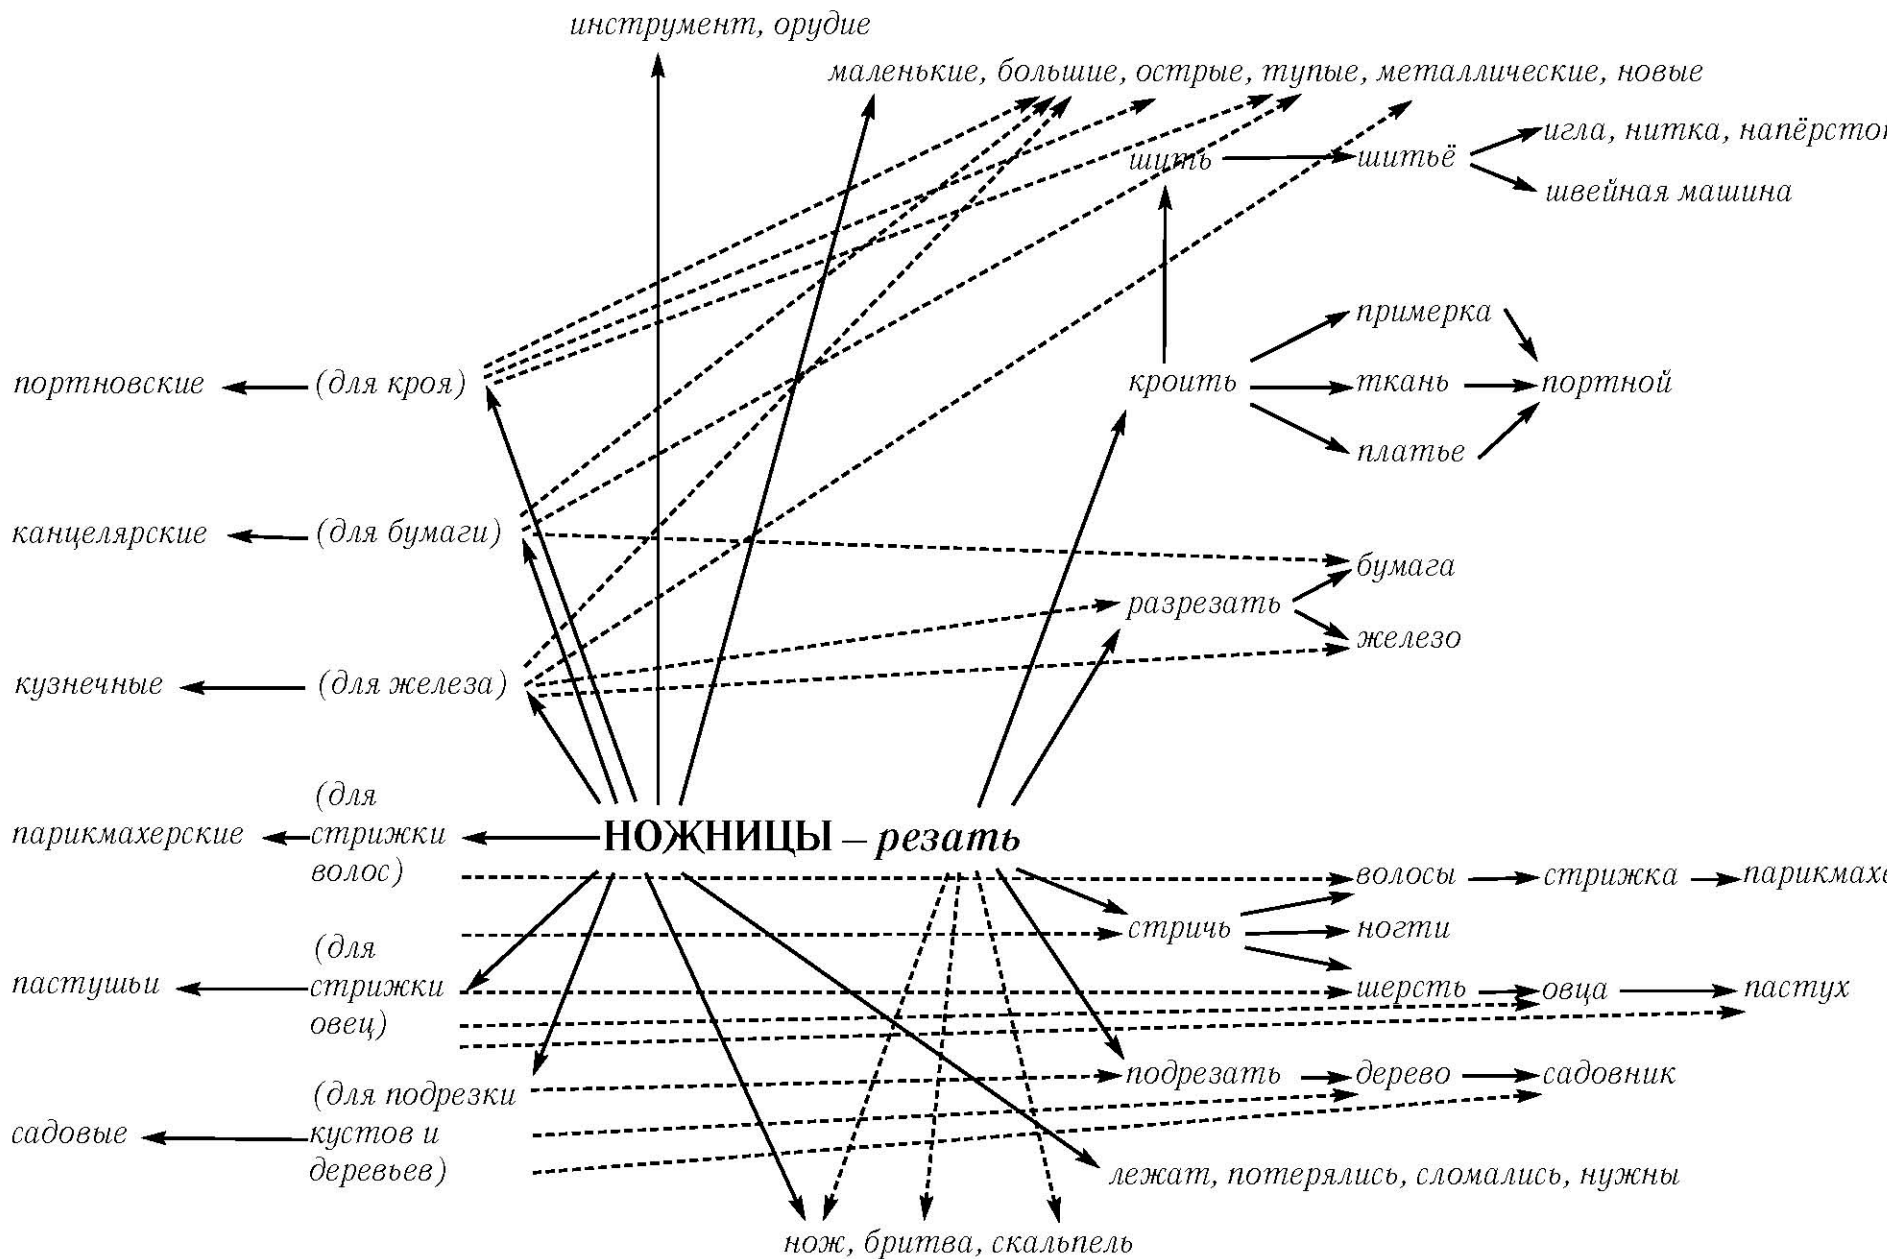 инструмент, орудие
маленькие, большие, острые, тупые, металлические, новые
игла, нитка, напёрсток
шить
шитьё
швейная машина
примерка
портновские
(для кроя)
кроить
ткань
портной
платье
канцелярские
(для бумаги)
бумага
разрезать
железо
кузнечные
(для железа)
парикмахерские
(для
стрижки
волос)
НОЖНИЦЫ – резать
волосы
стрижка
парикмахе
стричь
ногти
пастушьи
(для
стрижки
овец)
шерсть
овца
пастух
подрезать
дерево
садовник
садовые
(для подрезки
кустов и
деревьев)
лежат, потерялись, сломались, нужны
нож, бритва, скальпель